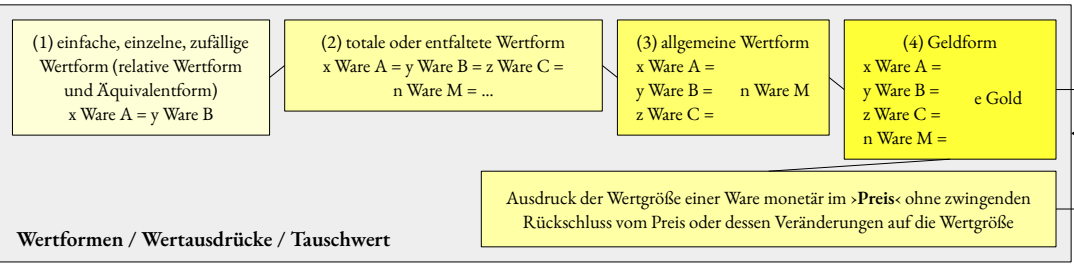 (1) einfache, einzelne, zufällige
Wertform (relative Wertform
und Äquivalentform)
x Ware A = y Ware B
(2) totale oder entfaltete Wertform
x Ware A = y Ware B = z Ware C =
n Ware M = ...
(3) allgemeine Wertform
x Ware A =
y Ware B = n Ware M
z Ware C =
(4) Geldform
x Ware A =
y Ware B =
e Gold
z Ware C =
n Ware M =
Ausdruck der Wertgröße einer Ware monetär im ›Preis‹ ohne zwingenden
Rückschluss vom Preis oder dessen Veränderungen auf die Wertgröße
Wertformen / Wertausdrücke / Tauschwert